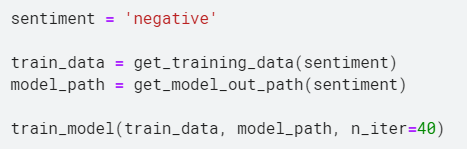 sentiment = 'negative'
train_data = get_training_data(sentiment)
model_path = get_model_out_path(sentiment)
train_model(train_data, model_path, n_iter=40)